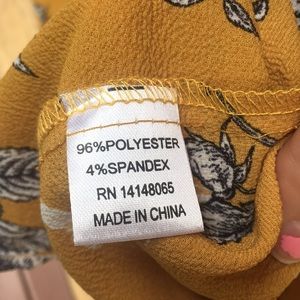 96%POLYESTER
4%SPANDEX
RN 14148065
MADE IN CHINA